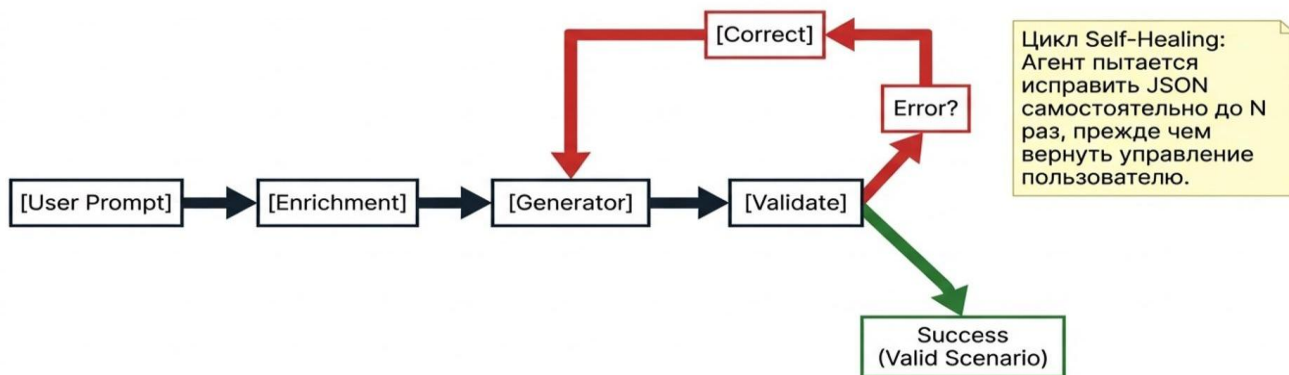 [Correct]
Цикл Self-Healing:
Агент пытается
исправить JSON
самостоятельно до N
раз, прежде чем
вернуть управление
пользователю.
Error?
[User Prompt]
[Enrichment]
[Generator]
[Validate]
Success
(Valid Scenario)